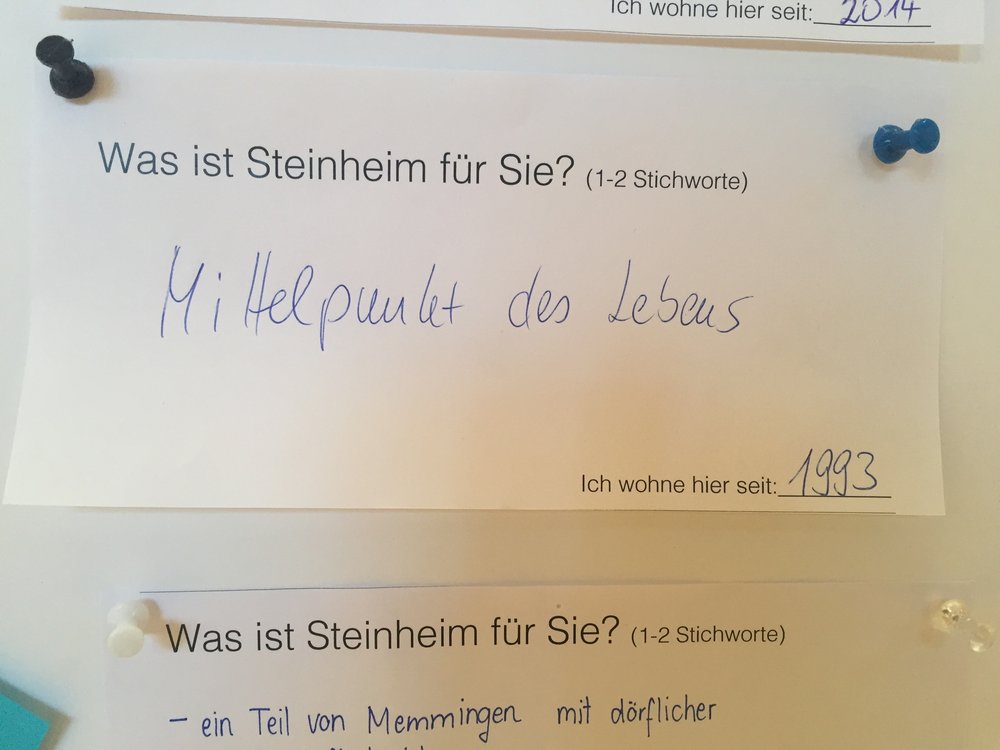 Ich wohne hier seit: 2014
Was ist Steinheim für Sie? (1-2 Stichworte)
Mittelpunkt des Lebens
Ich wohne hier seit: 1993
Was ist Steinheim für Sie? (1-2 Stichworte)
- ein Teil von Memmingen mit dörflicher